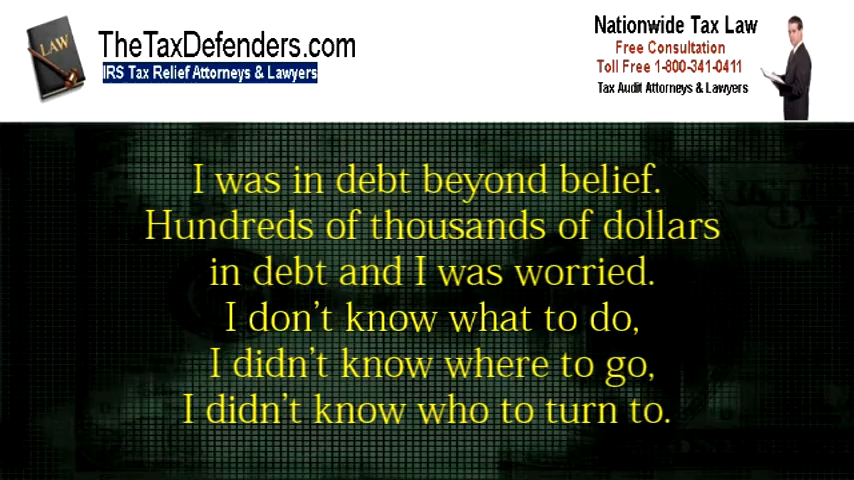 LAW
TheTaxDefenders.com
IRS Tax Relief Attorneys & Lawyers
Nationwide Tax Law
Free Consultation
Toll Free 1-800-341-0411
Tax Audit Attorneys & Lawyers
I was in debt beyond belief.
Hundreds of thousands of dollars
in debt and I was worried.
I don't know what to do,
I didn't know where to go,
I didn't know who to turn to.